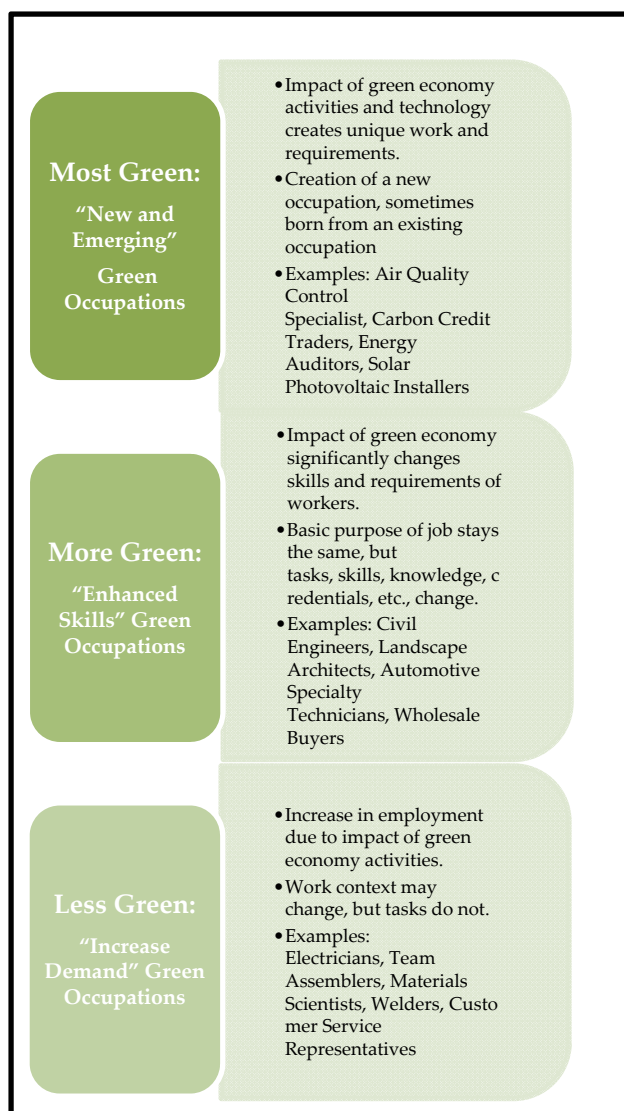 Most Green:
“New and
Emerging”
Green
Occupations
•Impact of green economy
activities and technology
creates unique work and
requirements.
•Creation of a new
occupation, sometimes
born from an existing
occupation
•Examples: Air Quality
Control
Specialist, Carbon Credit
Traders, Energy
Auditors, Solar
Photovoltaic Installers
More Green:
“Enhanced
Skills” Green
Occupations
•Impact of green economy
significantly changes
skills and requirements of
workers.
•Basic purpose of job stays
the same, but
tasks, skills, knowledge, c
redentials, etc., change.
•Examples: Civil
Engineers, Landscape
Architects, Automotive
Specialty
Technicians, Wholesale
Buyers
Less Green:
“Increase
Demand” Green
Occupations
•Increase in employment
due to impact of green
economy activities.
•Work context may
change, but tasks do not.
•Examples:
Electricians, Team
Assemblers, Materials
Scientists, Welders, Custo
mer Service
Representatives